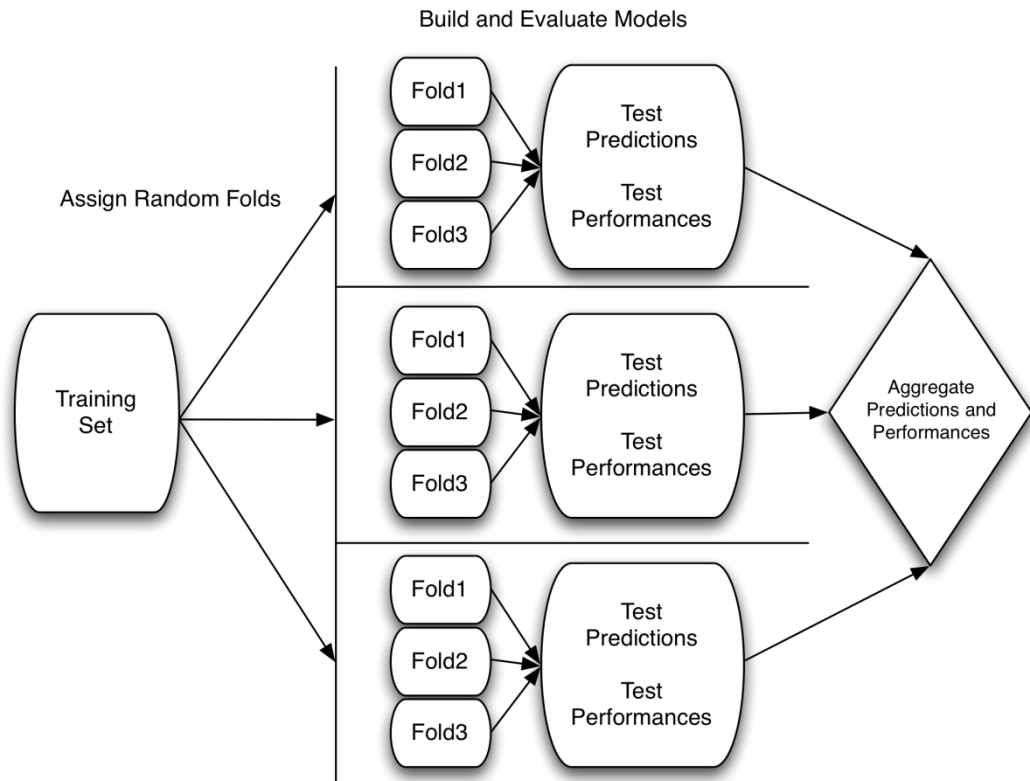 Build and Evaluate Models
Assign Random Folds
Training
Set
Fold1
Fold2
Fold3
Test
Predictions
Test
Performances
Fold1
Fold2
Fold3
Test
Predictions
Test
Performances
Fold1
Fold2
Fold3
Test
Predictions
Test
Performances
Aggregate
Predictions and
Performances